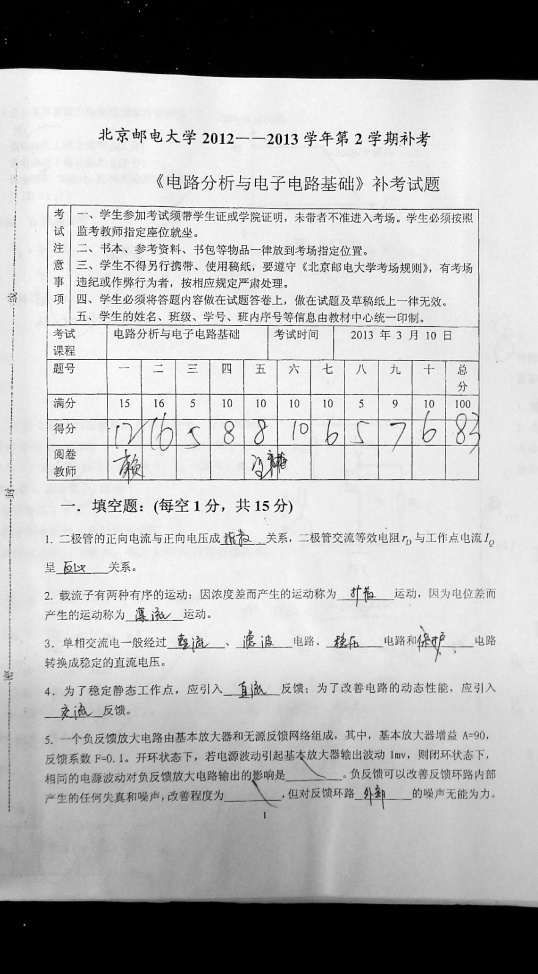 北京邮电大学 2012——2013 学年第 2 学期补考
《电路分析与电子电路基础》补考试题
考试注意事项
一、学生参加考试须带学生证或学院证明，未带者不准进入考场。学生必须按照
监考教师指定座位就坐。
二、书本、参考资料、书包等物品一律放到考场指定位置。
三、学生不得另行携带、使用稿纸，要遵守《北京邮电大学考场规则》，有考场
违纪或作弊行为者，按相应规定严肃处理。
四、学生必须将答题内容做在试题答卷上，做在试题及草稿纸上一律无效。
五、学生的姓名、班级、学号、班内序号等信息由教材中心统一印制。
考试课程 电路分析与电子电路基础 考试时间 2013 年 3 月 10 日
题号 一 二 三 四 五 六 七 八 九 十 总分
满分 15 16 5 10 10 10 10 5 9 10 100
得分 12 16 5 8 8 10 6 5 7 6 83
阅卷教师
一．填空题：(每空 1 分，共 15 分)
1. 二极管的正向电流与正向电压成 指数 关系，二极管交流等效电阻 r_D 与工作点电流 I_Q
呈 反比 关系。
2. 载流子有两种有序的运动：因浓度差而产生的运动称为 扩散 运动，因为电位差而
产生的运动称为 漂流 运动。
3．单相交流电一般经过 整流 、 滤波 电路、 稳压 电路和 保护 电路
转换成稳定的直流电压。
4．为了稳定静态工作点，应引入 直流 反馈；为了改善电路的动态性能，应引入
交流 反馈。
5．一个负反馈放大电路由基本放大器和无源反馈网络组成，其中，基本放大器增益 A=90，
反馈系数 F=0.1。开环状态下，若电源波动引起基本放大器输出波动 1mv，则闭环状态下，
相同的电源波动对负反馈放大电路输出的影响是 。负反馈可以改善反馈环路内部
产生的任何失真和噪声，改善程度为 ，但对反馈环路 外部 的噪声无能为力。
1